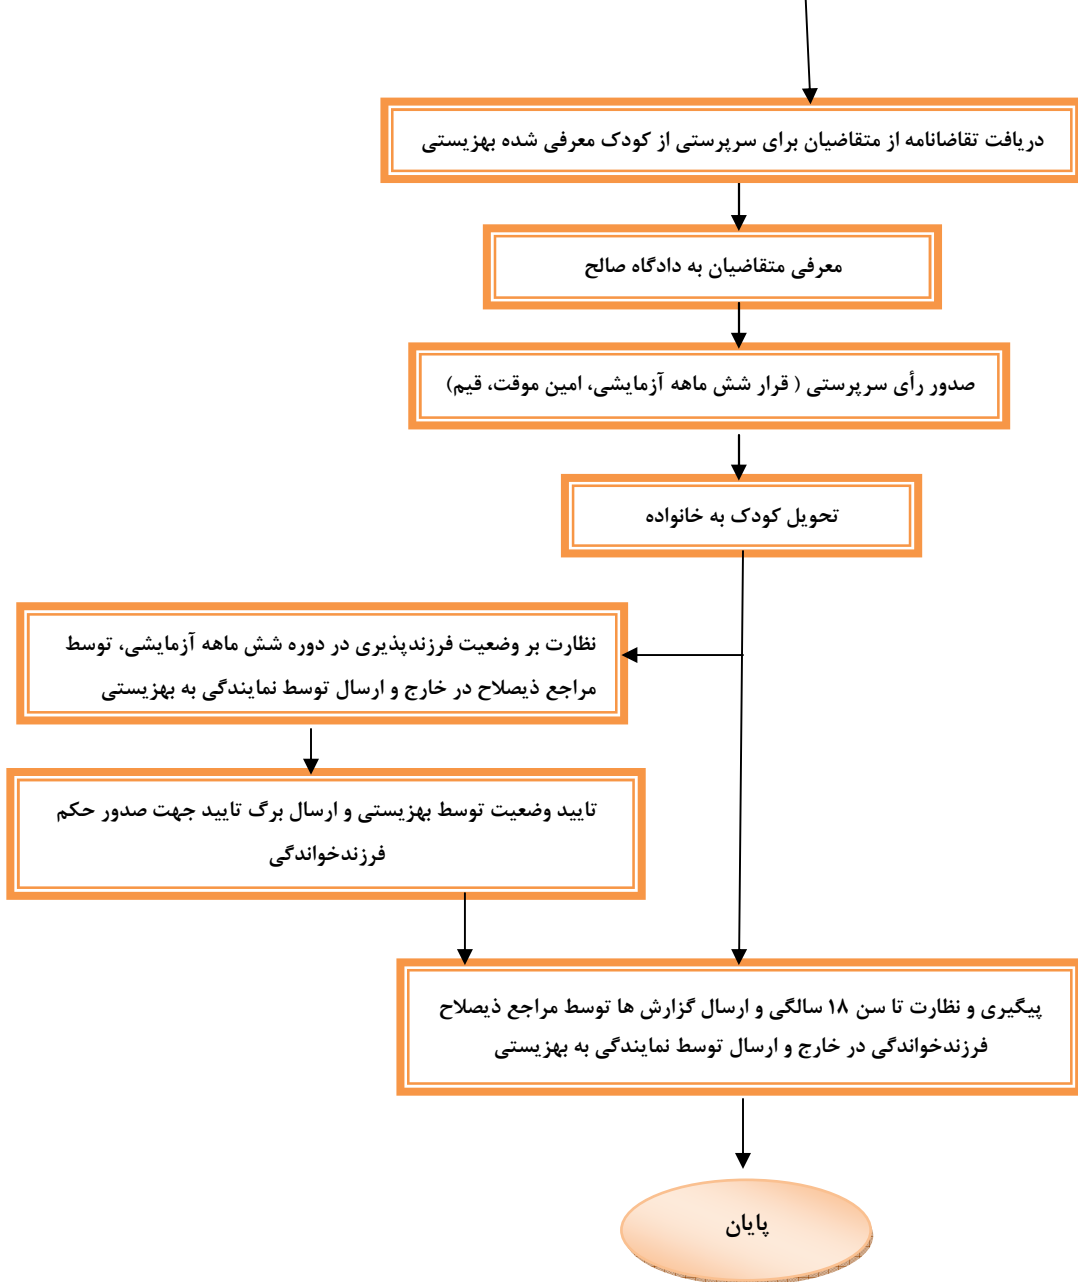 دریافت تقاضانامه از متقاضیان برای سرپرستی از کودک معرفی شده بهزیستی
معرفی متقاضیان به دادگاه صالح
صدور رأی سرپرستی ( قرار شش ماهه آزمایشی، امین موقت، قیم)
تحویل کودک به خانواده
نظارت بر وضعیت فرزندپذیری در دوره شش ماهه آزمایشی، توسط
مراجع ذیصلاح در خارج و ارسال توسط نمایندگی به بهزیستی
تایید وضعیت توسط بهزیستی و ارسال برگ تایید جهت صدور حکم
فرزندخواندگی
پیگیری و نظارت تا سن ۱۸ سالگی و ارسال گزارش ها توسط مراجع ذیصلاح
فرزندخواندگی در خارج و ارسال توسط نمایندگی به بهزیستی
پایان